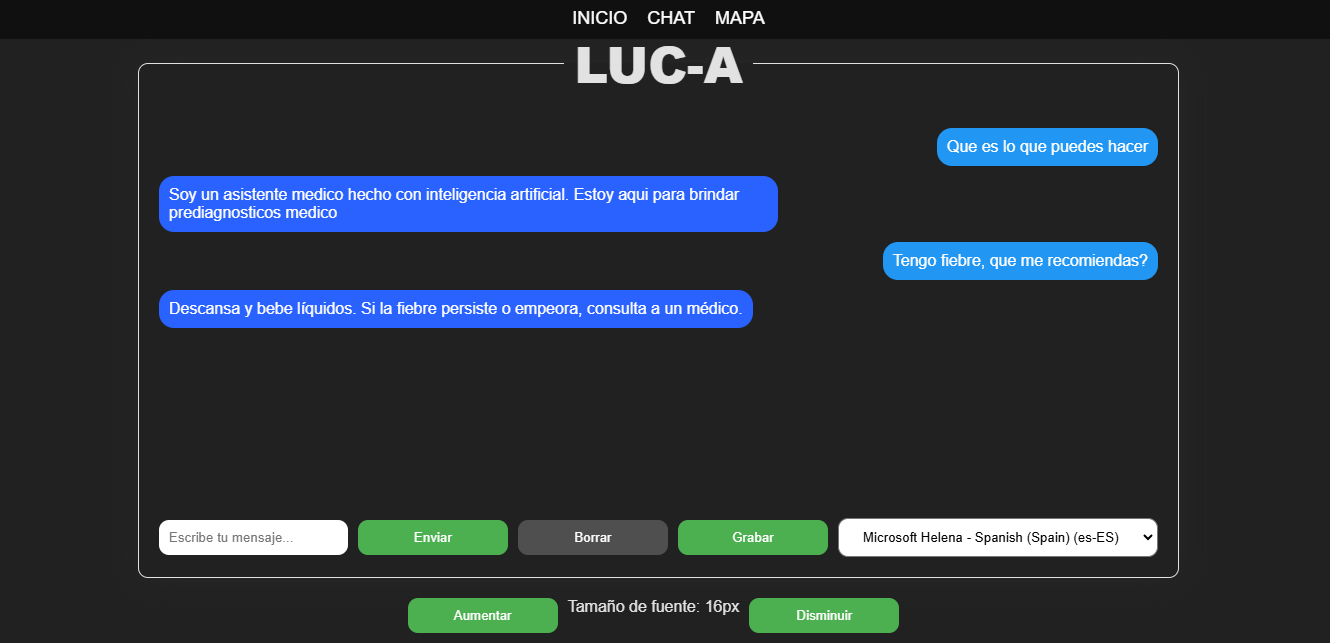 INICIO CHAT MAPA
LUC-A
Que es lo que puedes hacer
Soy un asistente medico hecho con inteligencia artificial. Estoy aqui para brindar
prediagnosticos medico
Tengo fiebre, que me recomiendas?
Descansa y bebe líquidos. Si la fiebre persiste o empeora, consulta a un médico.
Escribe tu mensaje... Enviar Borrar Grabar Microsoft Helena - Spanish (Spain) (es-ES)
Aumentar Tamaño de fuente: 16px Disminuir